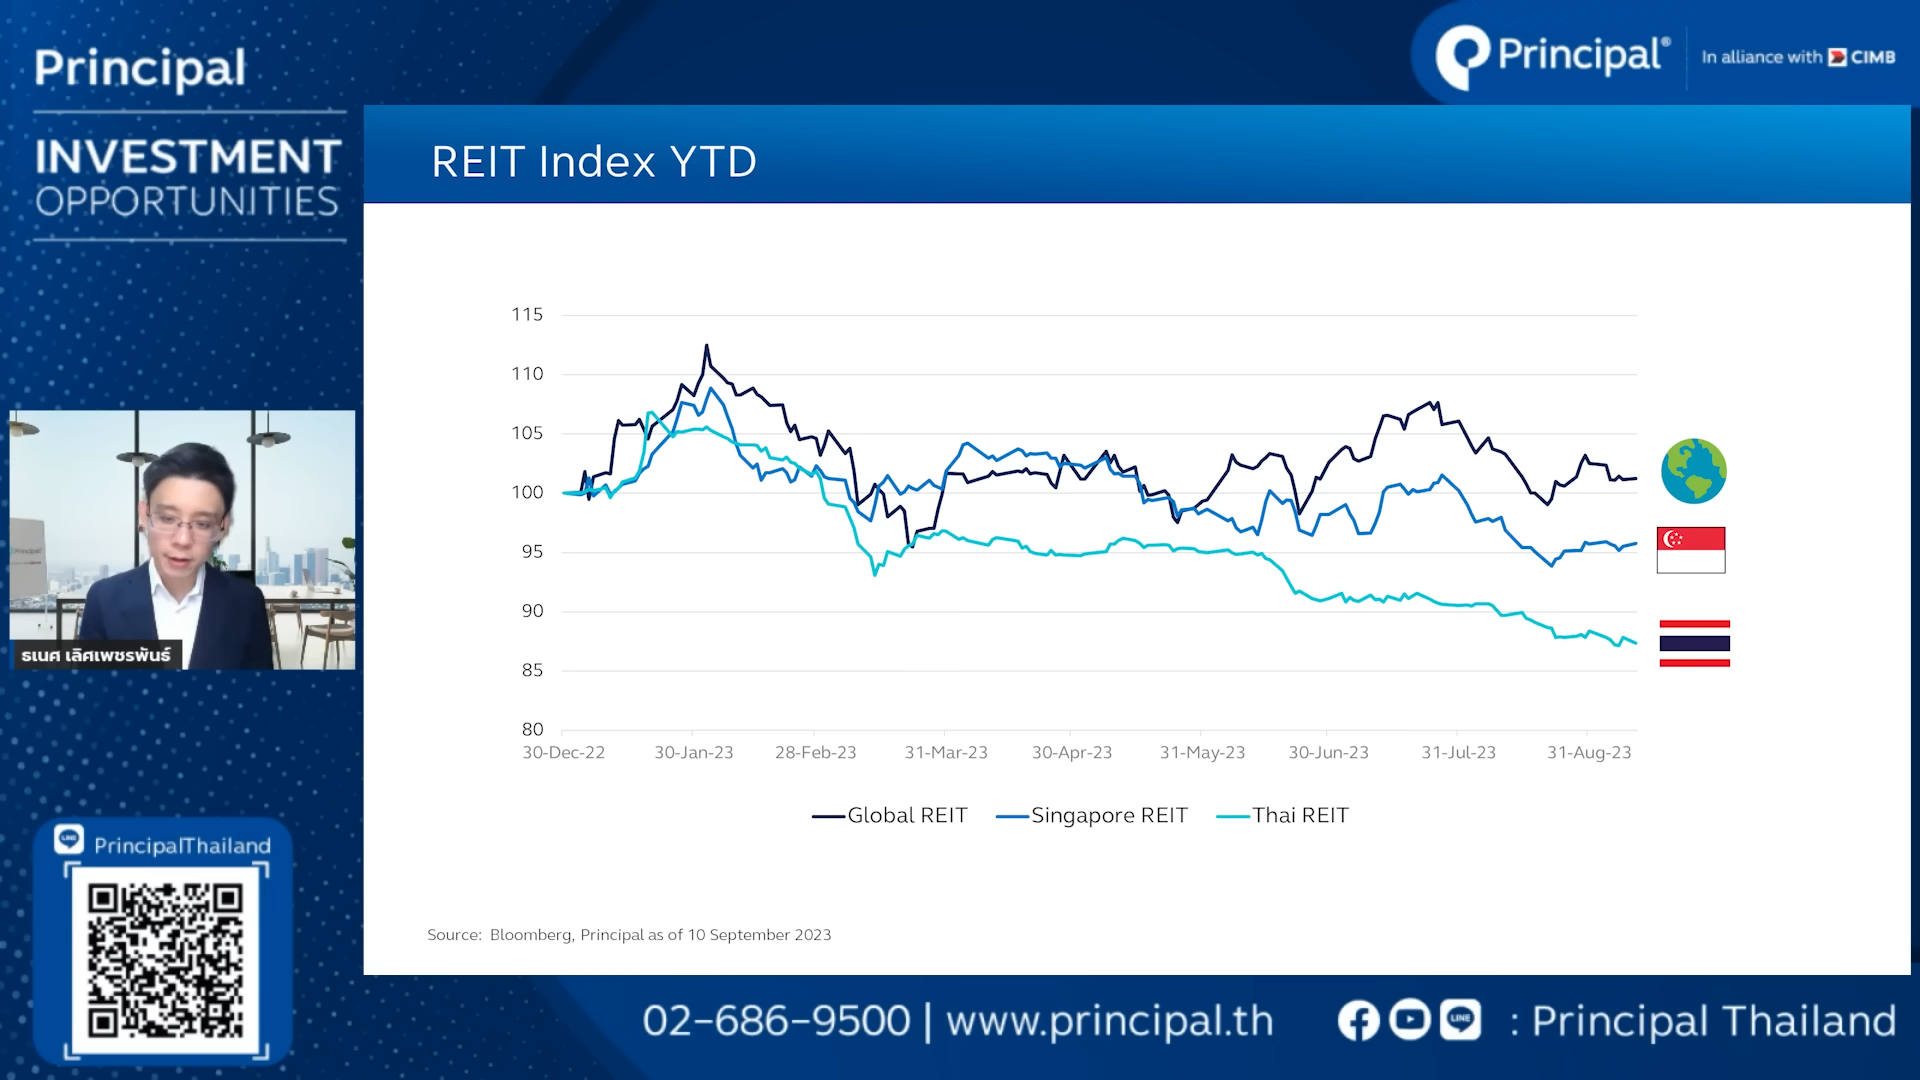 Principal
INVESTMENT
OPPORTUNITIES
Principal®
In alliance with CIMB
REIT Index YTD
115
110
105
100
95
90
85
80
30-Dec-22 30-Jan-23 28-Feb-23 31-Mar-23 30-Apr-23 31-May-23 30-Jun-23 31-Jul-23 31-Aug-23
Global REIT Singapore REIT Thai REIT
Source: Bloomberg, Principal as of 10 September 2023
Principal
ธเนศ เลิศเพชรพันธ์
LINE PrincipalThailand
02-686-9500 | www.principal.th
LINE : Principal Thailand